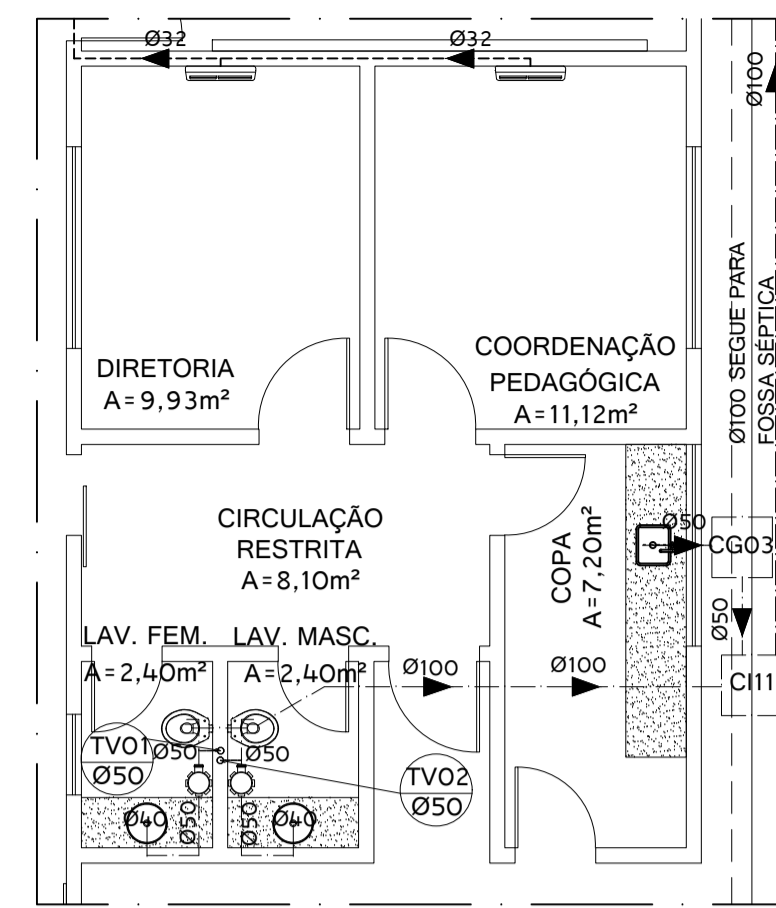 Ø32
Ø32
Ø100
DIRETORIA
A=9,93m²
COORDENAÇÃO
PEDAGÓGICA
A=11,12m²
Ø100 SEGUE PARA
FOSSA SÉPTICA
CIRCULAÇÃO
RESTRITA
A=8,10m²
COPA
A=7,20m²
Ø50
CG03
Ø50
LAV. FEM.
A=2,40m²
LAV. MASC.
A=2,40m²
Ø100
Ø100
CI11
TV01
Ø50
Ø50
Ø50
TV02
Ø50
Ø40
Ø50
Ø50
Ø40